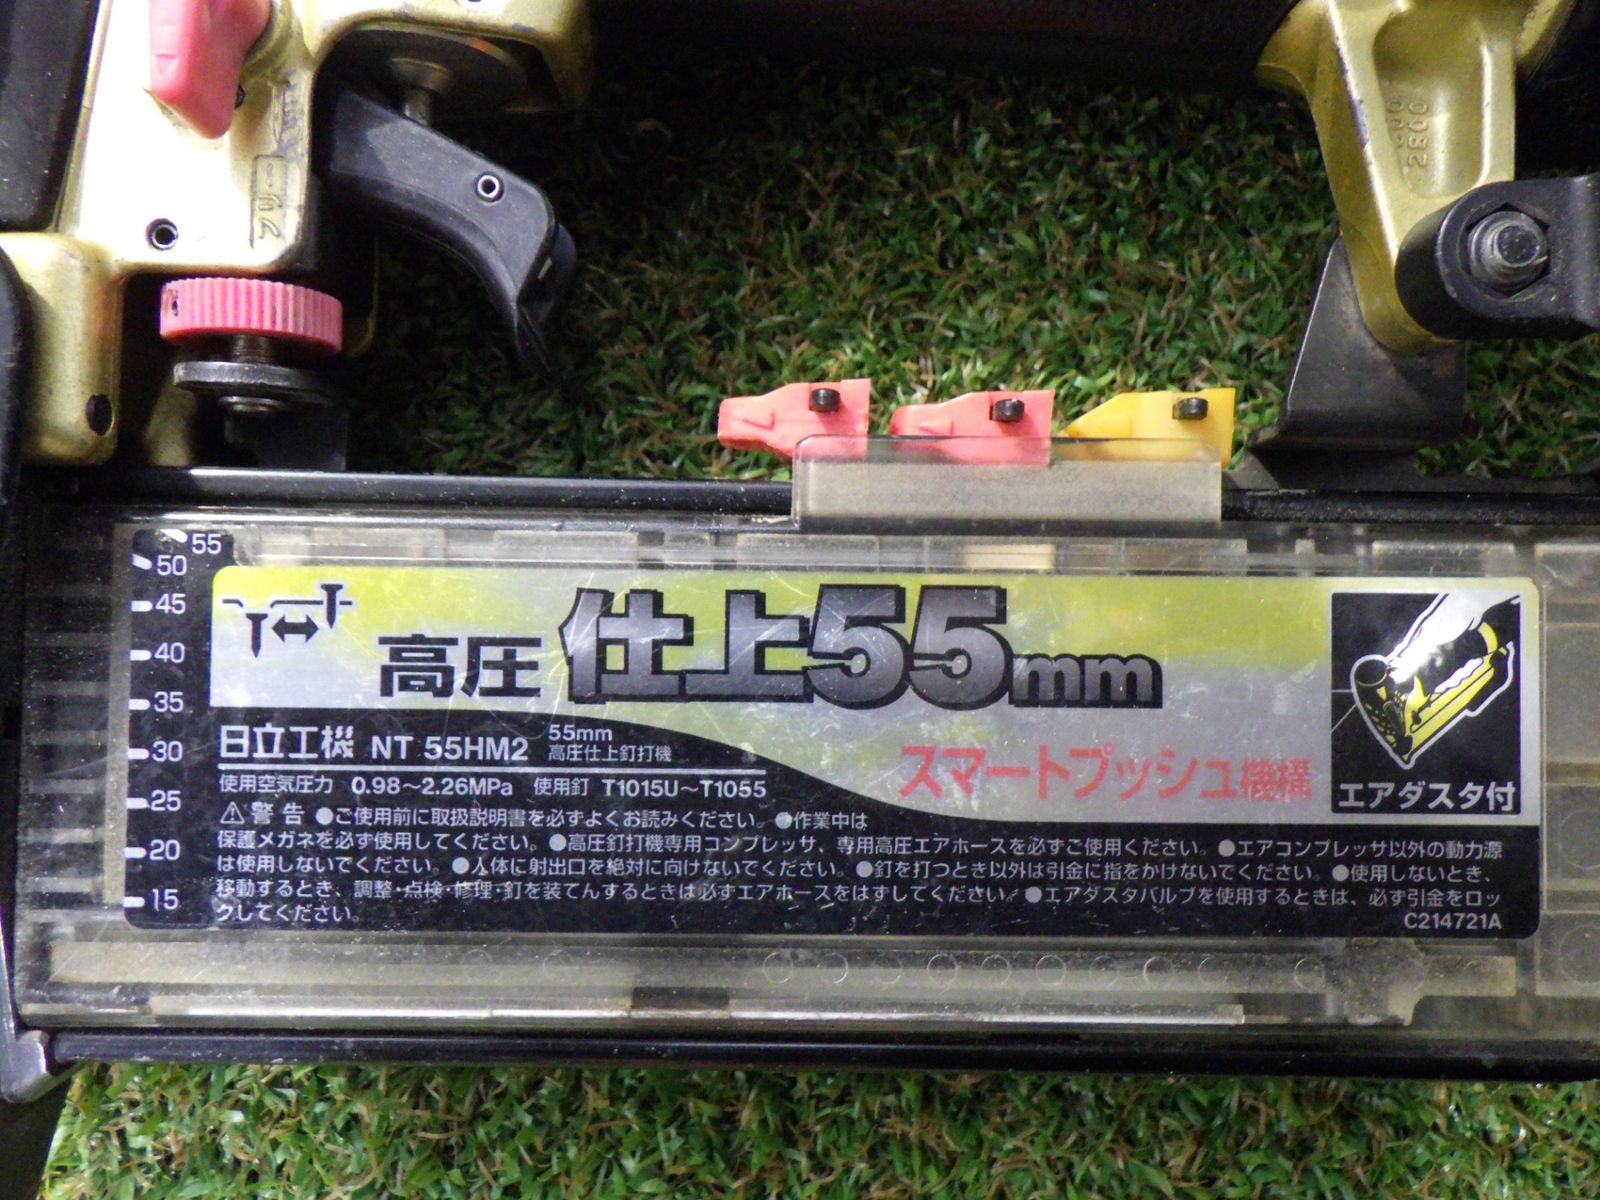 フリー
2800
55
50
45
40
35
30
25
20
15
高圧 仕上55mm
日立工機 NT 55HM2 55mm
高圧仕上釘打機
スマートプッシュ機構
エアダスタ付
使用空気圧力 0.98〜2.26MPa 使用釘 T1015U〜T1055
⚠警告 ●ご使用前に取扱説明書を必ずよくお読みください。●作業中は
保護メガネを必ず使用してください。●高圧釘打機専用コンプレッサ、専用高圧エアホースを必ずご使用ください。●エアコンプレッサ以外の動力源
は使用しないでください。●人体に射出口を絶対に向けないでください。●釘を打つとき以外は引金に指をかけないでください。●使用しないとき、
移動するとき、調整・点検・修理・釘を装てんするときは必ずエアホースをはずしてください。●エアダスタバルブを使用するときは、必ず引金をロッ
クしてください。
C214721A